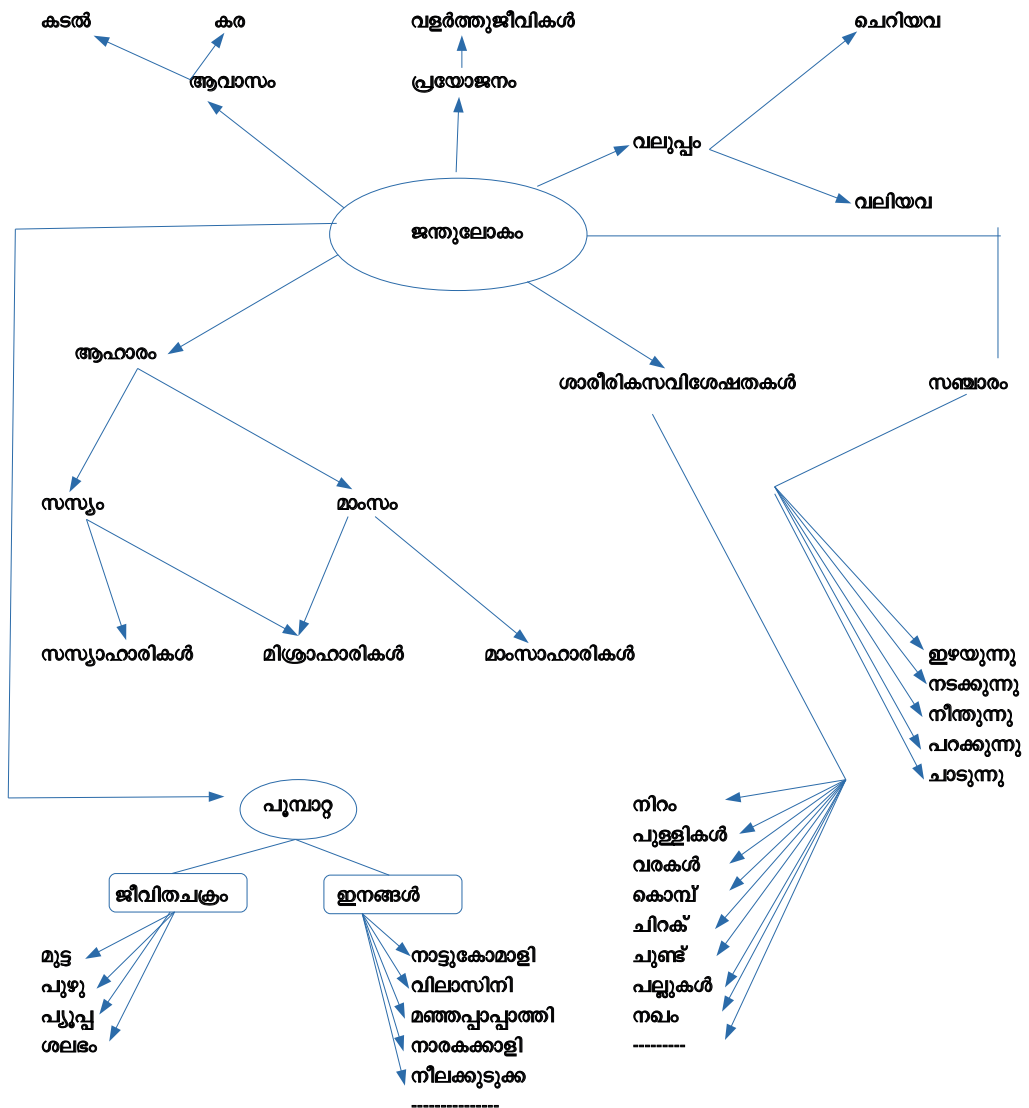 കടൽ
കര
വളർത്തുജീവികൾ
ചെറിയവ
ആവാസം
പ്രയോജനം
വലുപ്പം
വലിയവ
ജന്തുലോകം
ആഹാരം
ശാരീരികസവിശേഷതകൾ
സഞ്ചാരം
സസ്യം
മാംസം
സസ്യാഹാരികൾ
മിശ്രാഹാരികൾ
മാംസാഹാരികൾ
ഇഴയുന്നു
നടക്കുന്നു
നീന്തുന്നു
പറക്കുന്നു
ചാടുന്നു
പൂമ്പാറ്റ
ജീവിതചക്രം
ഇനങ്ങൾ
മുട്ട
പുഴു
പ്യൂപ്പ
ശലഭം
നാട്ടുകോമാളി
വിലാസിനി
മഞ്ഞപ്പാപ്പാത്തി
നാരകക്കാളി
നീലക്കുടുക്ക
---------------
നിറം
പുള്ളികൾ
വരകൾ
കൊമ്പ്
ചിറക്
ചുണ്ട്
പല്ലുകൾ
നഖം
---------